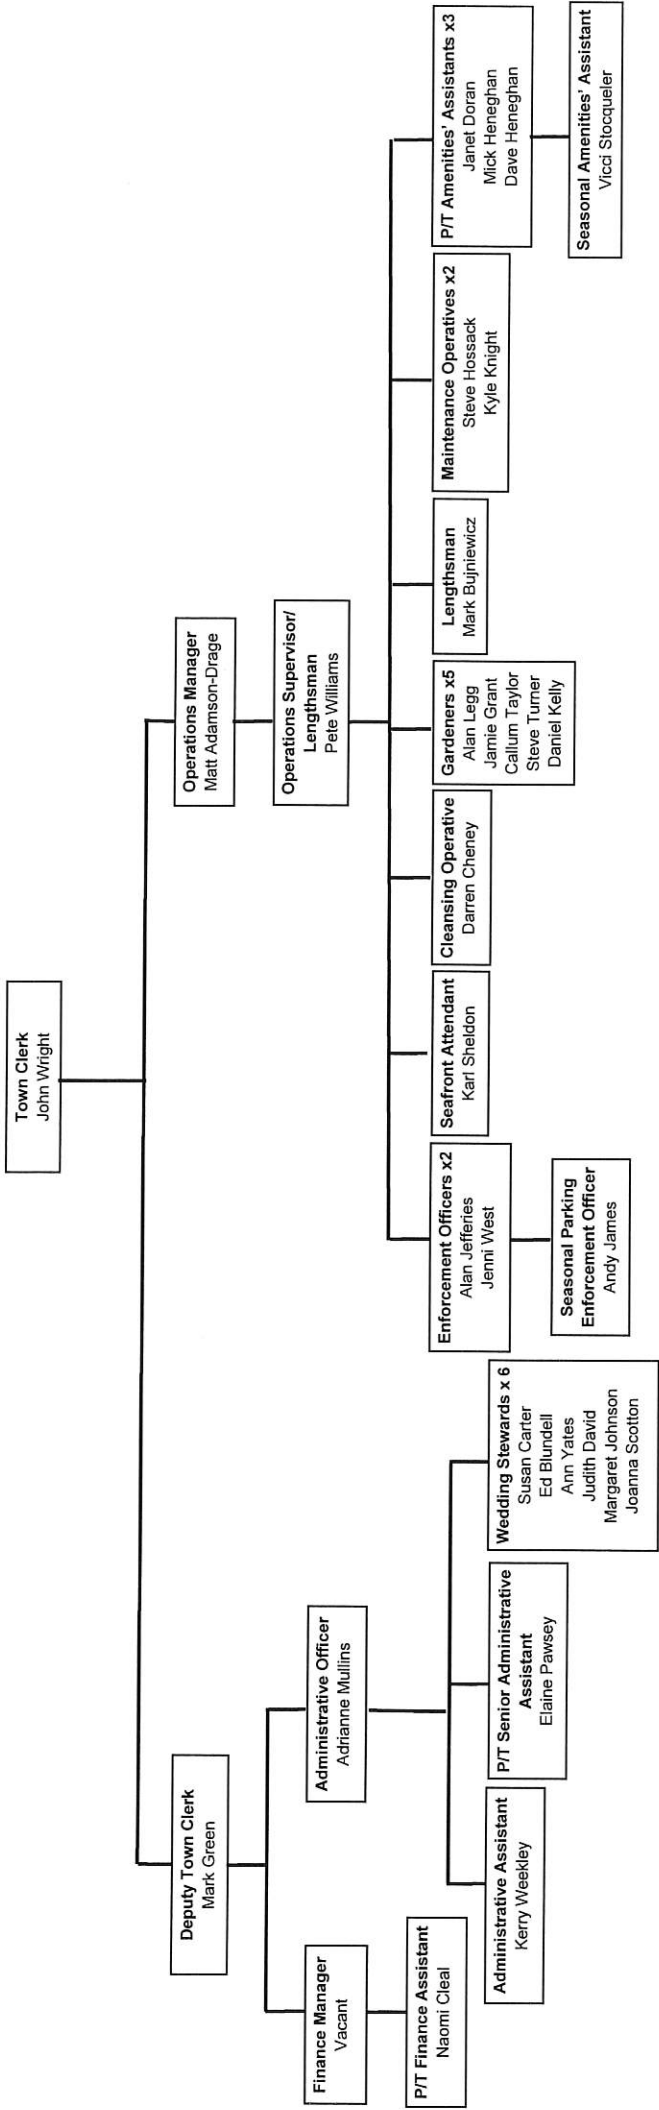 Town Clerk
John Wright
Deputy Town Clerk
Mark Green
Operations Manager
Matt Adamson-Drage
Finance Manager
Vacant
Administrative Officer
Adrianne Mullins
Operations Supervisor/
Lengthsman
Pete Williams
P/T Finance Assistant
Naomi Cleal
Administrative Assistant
Kerry Weekley
P/T Senior Administrative
Assistant
Elaine Pawsey
Wedding Stewards x 6
Susan Carter
Ed Blundell
Ann Yates
Judith David
Margaret Johnson
Joanna Scotton
Enforcement Officers x2
Alan Jefferies
Jenni West
Seasonal Parking
Enforcement Officer
Andy James
Seafront Attendant
Karl Sheldon
Cleansing Operative
Darren Cheney
Gardeners x5
Alan Legg
Jamie Grant
Callum Taylor
Steve Turner
Daniel Kelly
Lengthsman
Mark Bujniewicz
Maintenance Operatives x2
Steve Hossack
Kyle Knight
P/T Amenities' Assistants x3
Janet Doran
Mick Heneghan
Dave Heneghan
Seasonal Amenities' Assistant
Vicci Stocqueler